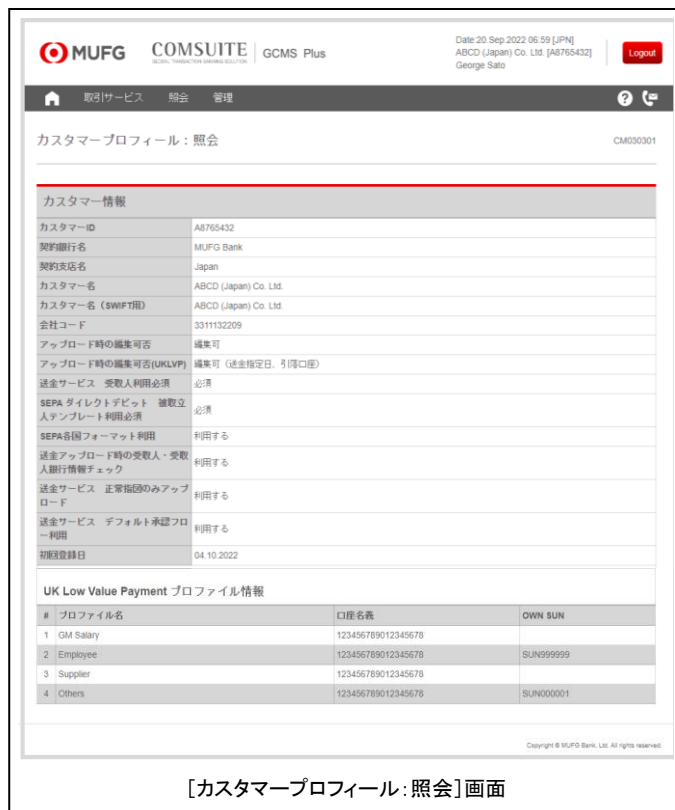 MUFG COMSUITE GCMS Plus
GLOBAL TRANSACTION BANKING SOLUTION
Date:20.Sep.2022 06:59 [JPN]
ABCD (Japan) Co. Ltd. [A8765432]
George Sato
Logout
取引サービス 照会 管理
カスタマープロフィール：照会 CM030301
カスタマー情報
カスタマーID A8765432
契約銀行名 MUFG Bank
契約支店名 Japan
カスタマー名 ABCD (Japan) Co. Ltd.
カスタマー名（SWIFT用） ABCD (Japan) Co. Ltd.
会社コード 3311132209
アップロード時の編集可否 編集可
アップロード時の編集可否(UKLVP) 編集可（送金指定日、引落口座）
送金サービス 受取人利用必須 必須
SEPA ダイレクトデビット 被取立
人テンプレート利用必須 必須
SEPA各国フォーマット利用 利用する
送金アップロード時の受取人・受取
人銀行情報チェック 利用する
送金サービス 正常指図のみアップ
ロード 利用する
送金サービス デフォルト承認フロ
ー利用 利用する
初回登録日 04.10.2022
UK Low Value Payment プロファイル情報
# プロファイル名 口座名義 OWN SUN
1 GM Salary 123456789012345678
2 Employee 123456789012345678 SUN999999
3 Supplier 123456789012345678
4 Others 123456789012345678 SUN000001
Copyright © MUFG Bank, Ltd. All rights reserved.
[カスタマープロフィール：照会]画面